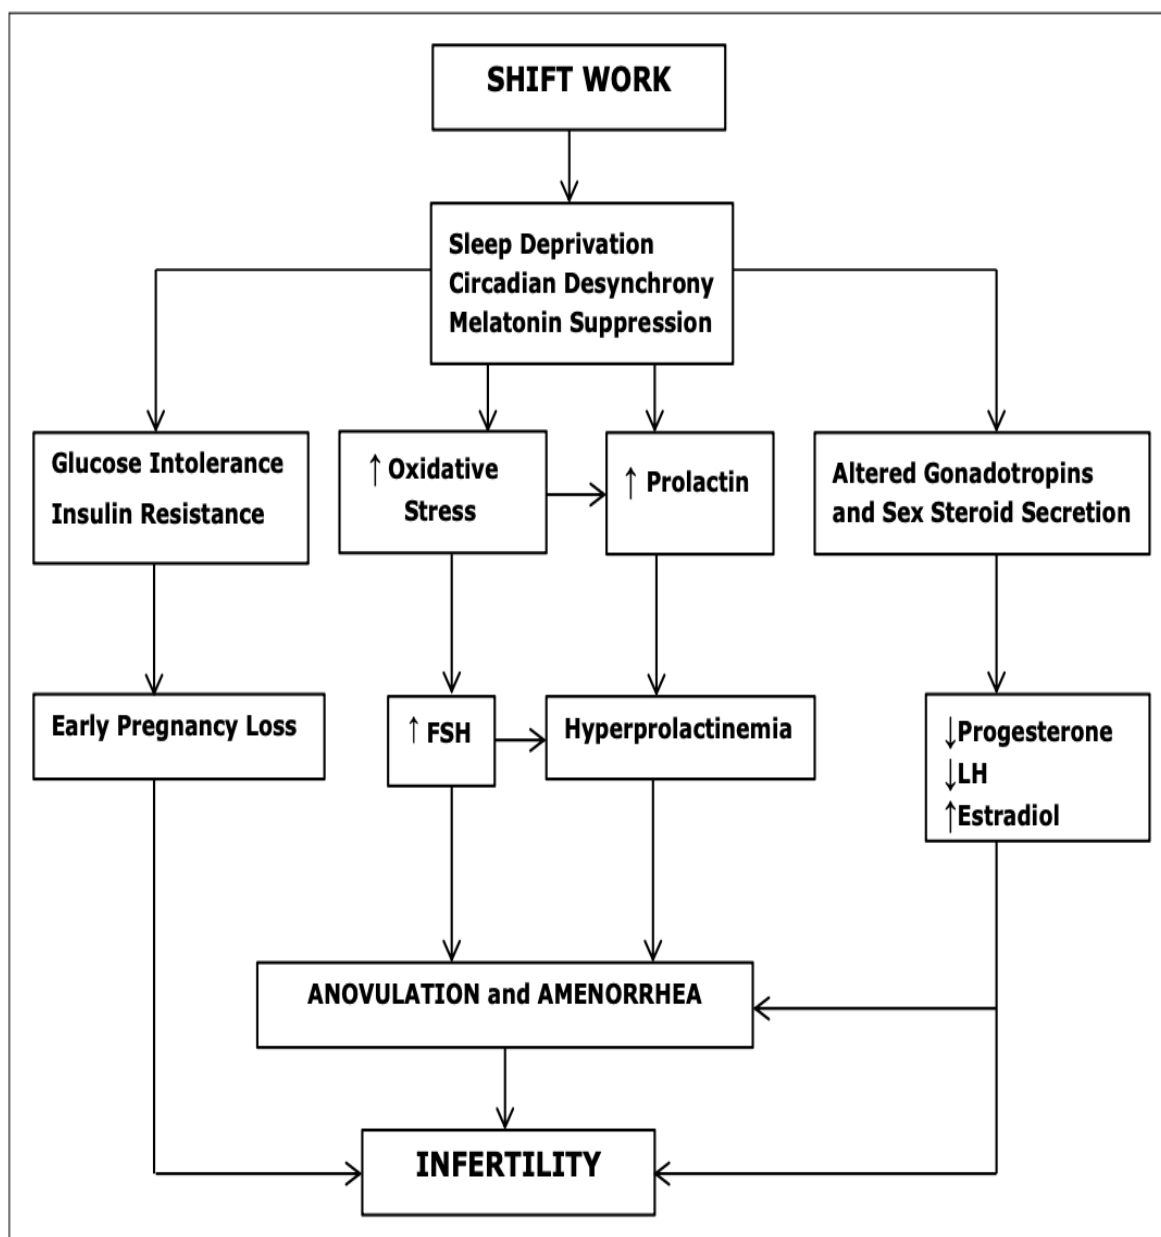 SHIFT WORK
Sleep Deprivation
Circadian Desynchrony
Melatonin Suppression
Glucose Intolerance
Insulin Resistance
↑ Oxidative
Stress
↑ Prolactin
Altered Gonadotropins
and Sex Steroid Secretion
Early Pregnancy Loss
↑ FSH
Hyperprolactinemia
↓Progesterone
↓LH
↑Estradiol
ANOVULATION and AMENORRHEA
INFERTILITY